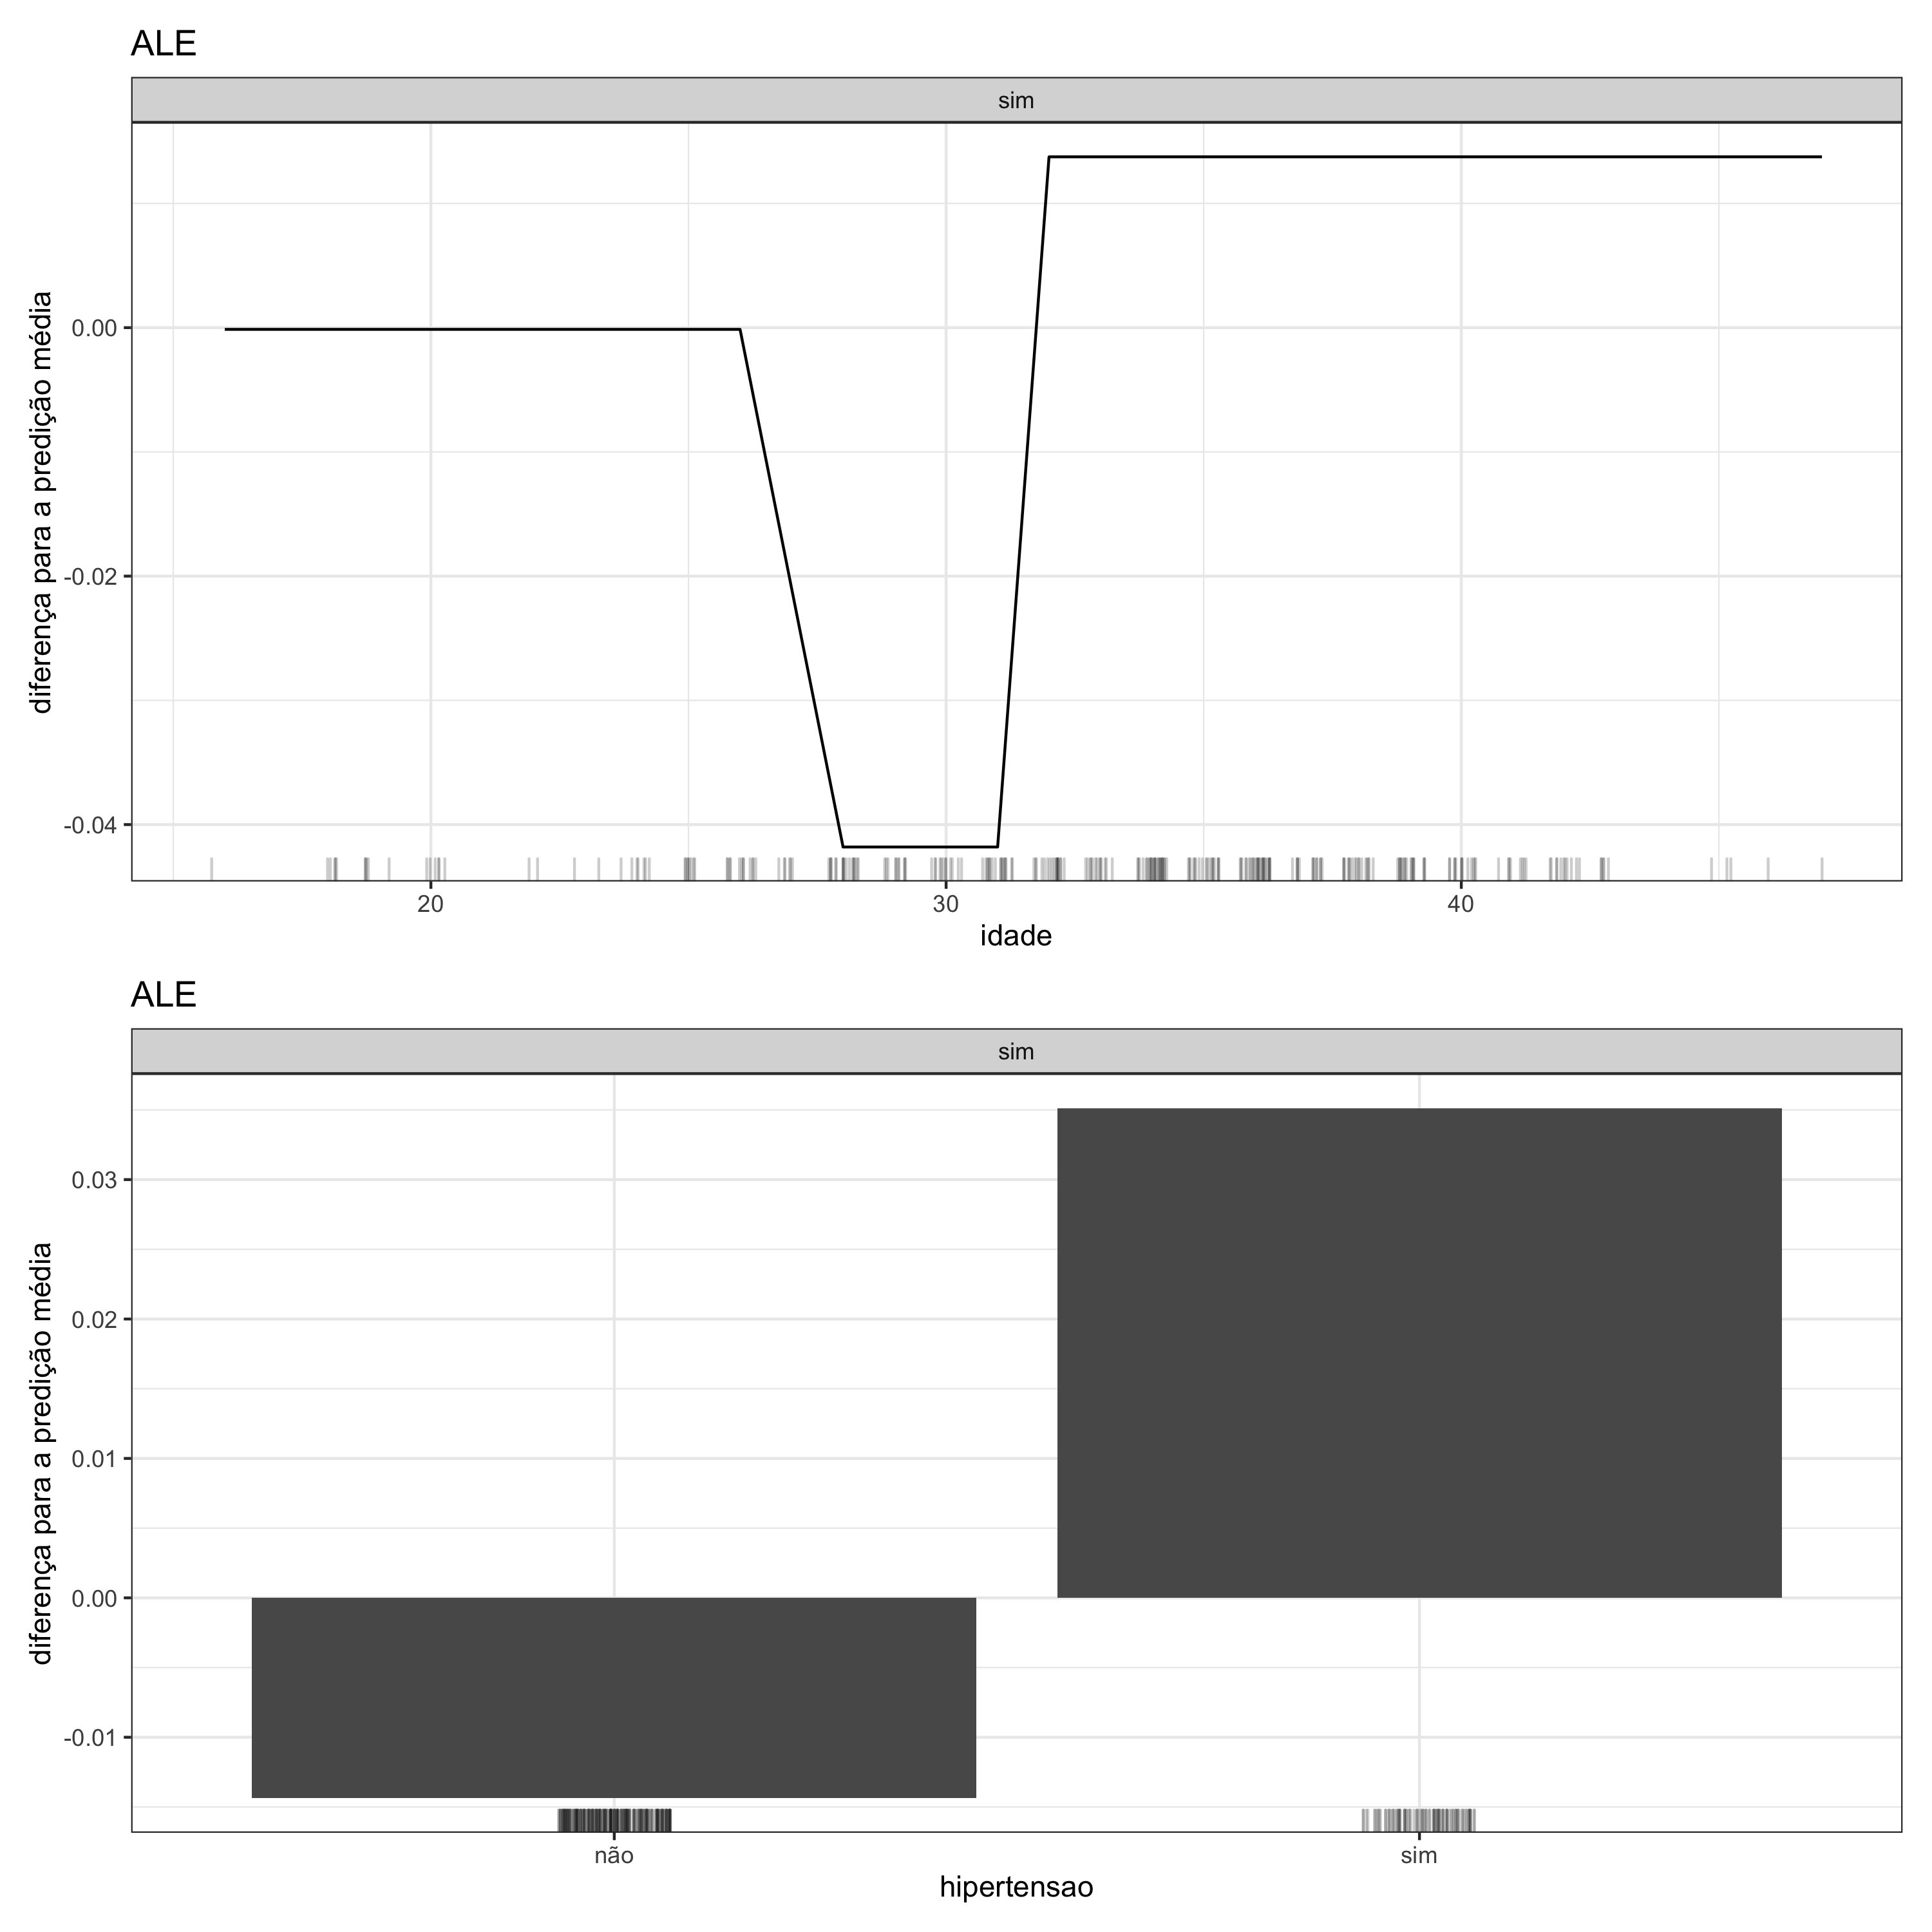 ALE
sim
diferença para a predição média
0.00
-0.02
-0.04
20
30
40
idade
ALE
sim
diferença para a predição média
0.03
0.02
0.01
0.00
-0.01
não
sim
hipertensao